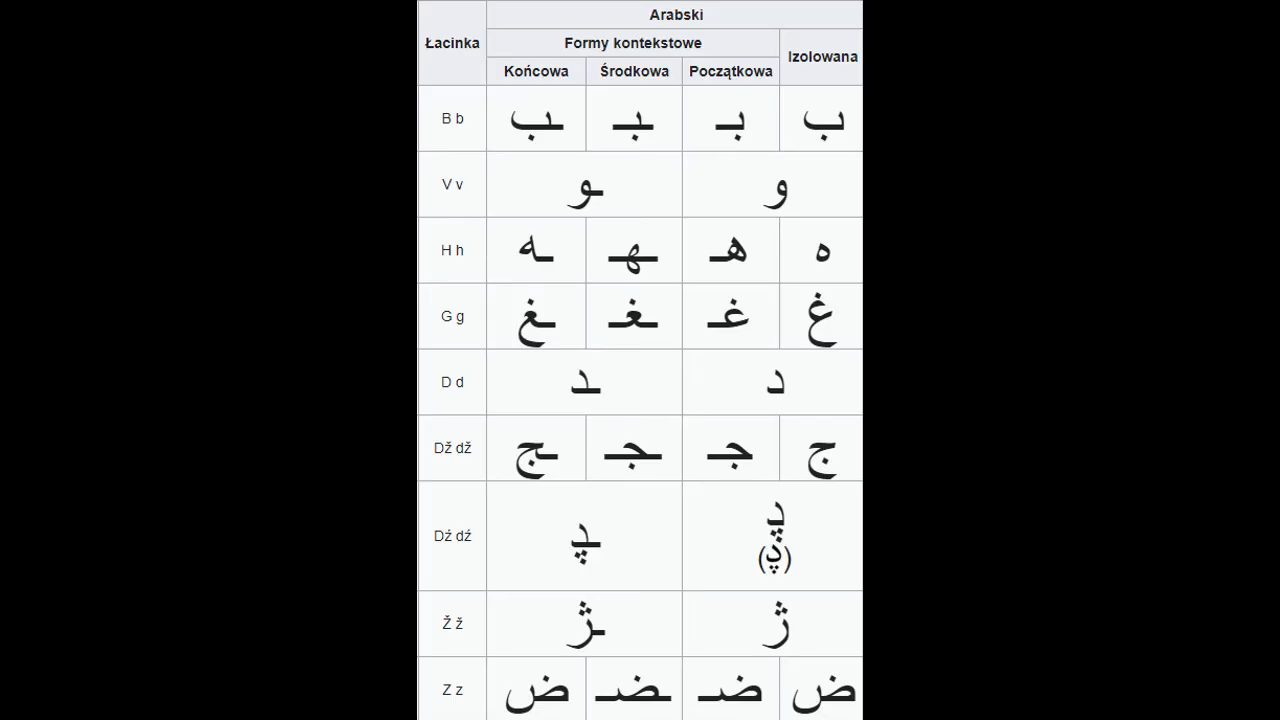 Łacinka Arabski
Formy kontekstowe Izolowana
Końcowa Środkowa Początkowa
B b ـب ـبـ بـ ب
V v ـو و
H h ـه ـهـ هـ ه
G g ـغ ـغـ غـ غ
D d ـد د
Dž dž ـج ـجـ جـ ج
Dź dź ـڊ ڊ
Ž ž ـژ ژ
Z z ـض ـضـ ضـ ض